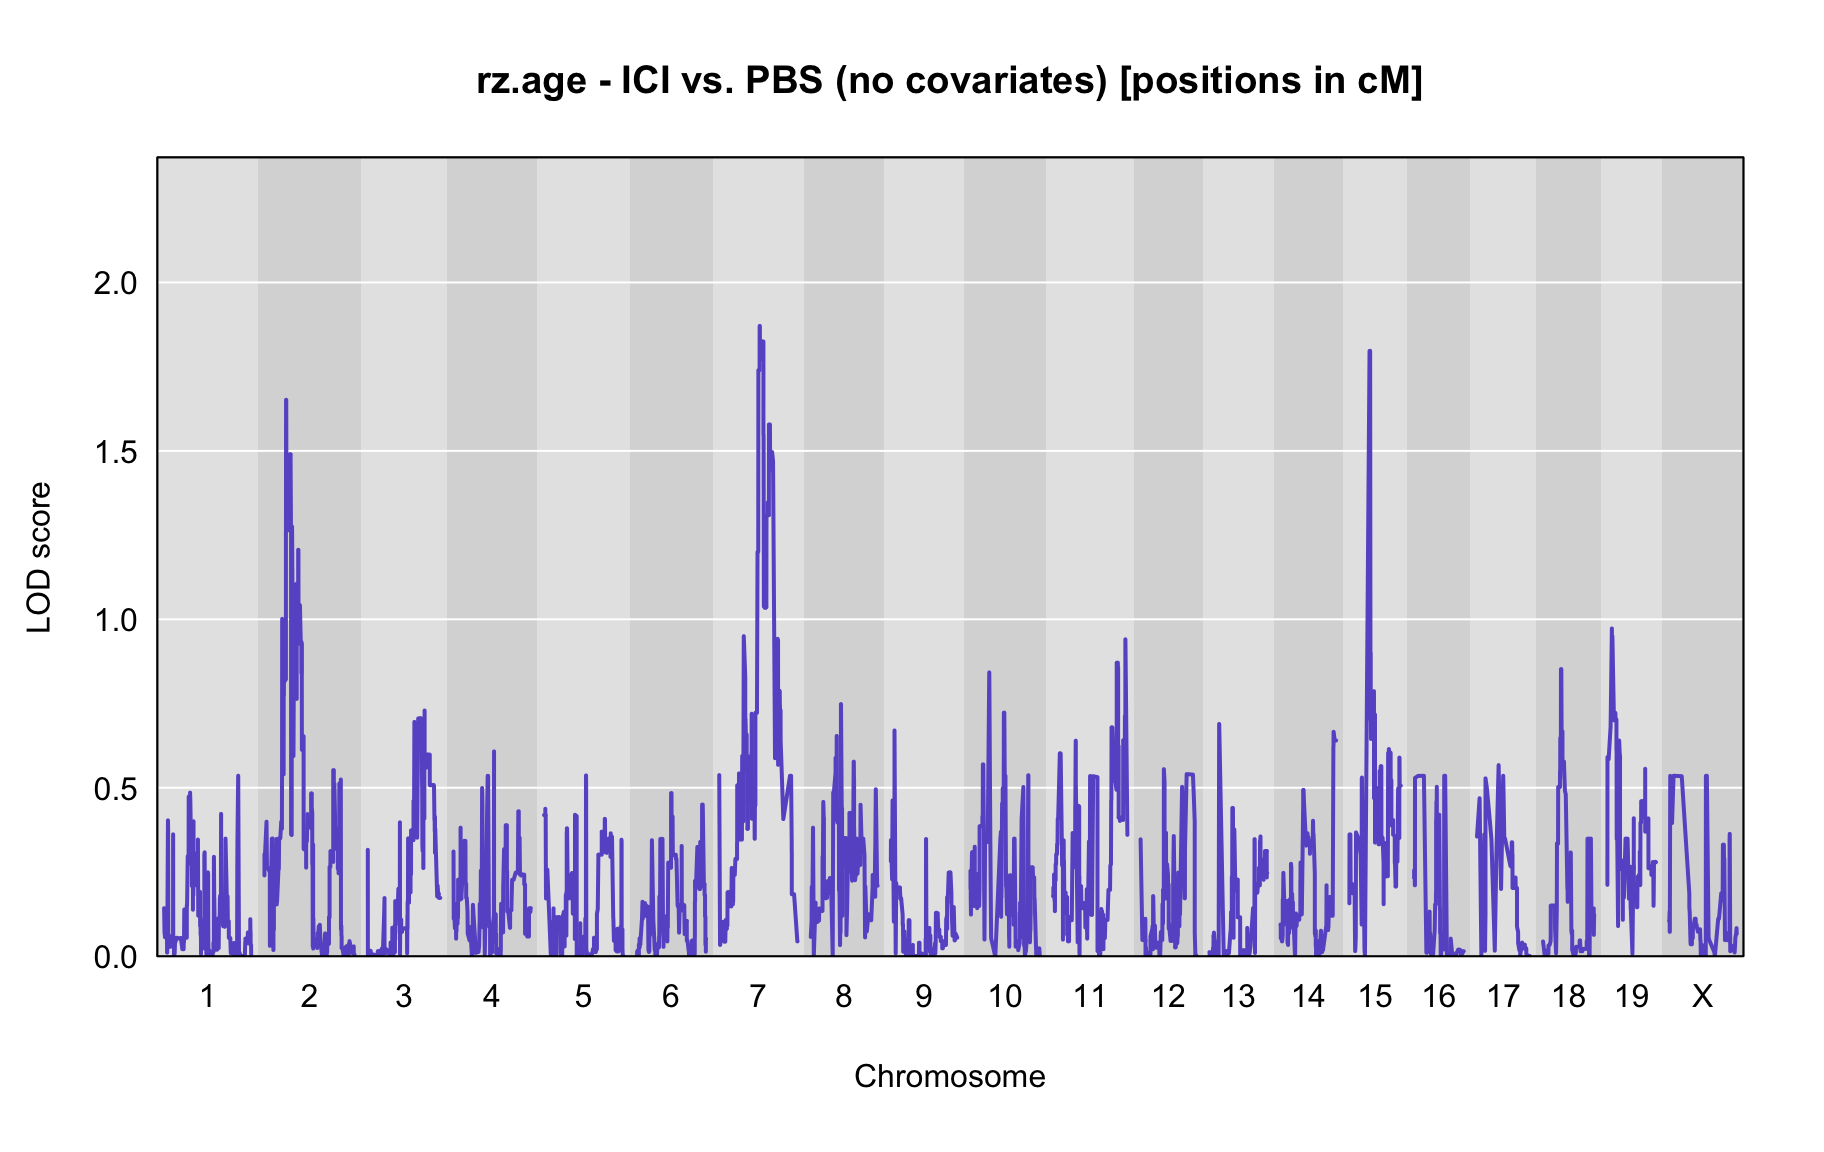 rz.age - ICI vs. PBS (no covariates) [positions in cM]
2.0
1.5
1.0
0.5
0.0
LOD score
1 2 3 4 5 6 7 8 9 10 11 12 13 14 15 16 17 18 19 X
Chromosome